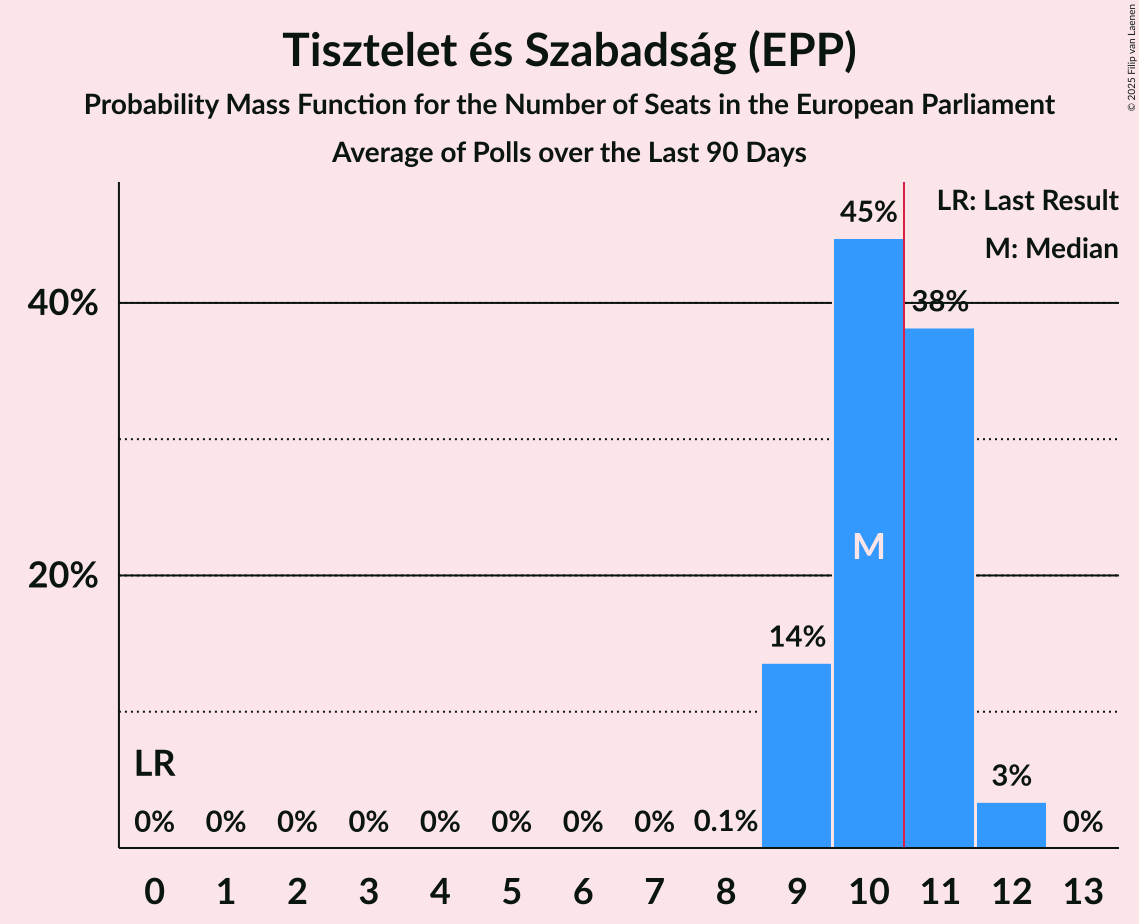 Tisztelet és Szabadság (EPP)
Probability Mass Function for the Number of Seats in the European Parliament
Average of Polls over the Last 90 Days
© 2025 Filip van Laenen
LR: Last Result
M: Median
45%
38%
40%
M
20%
14%
LR
3%
0% 0% 0% 0% 0% 0% 0% 0% 0.1% 0%
0 1 2 3 4 5 6 7 8 9 10 11 12 13